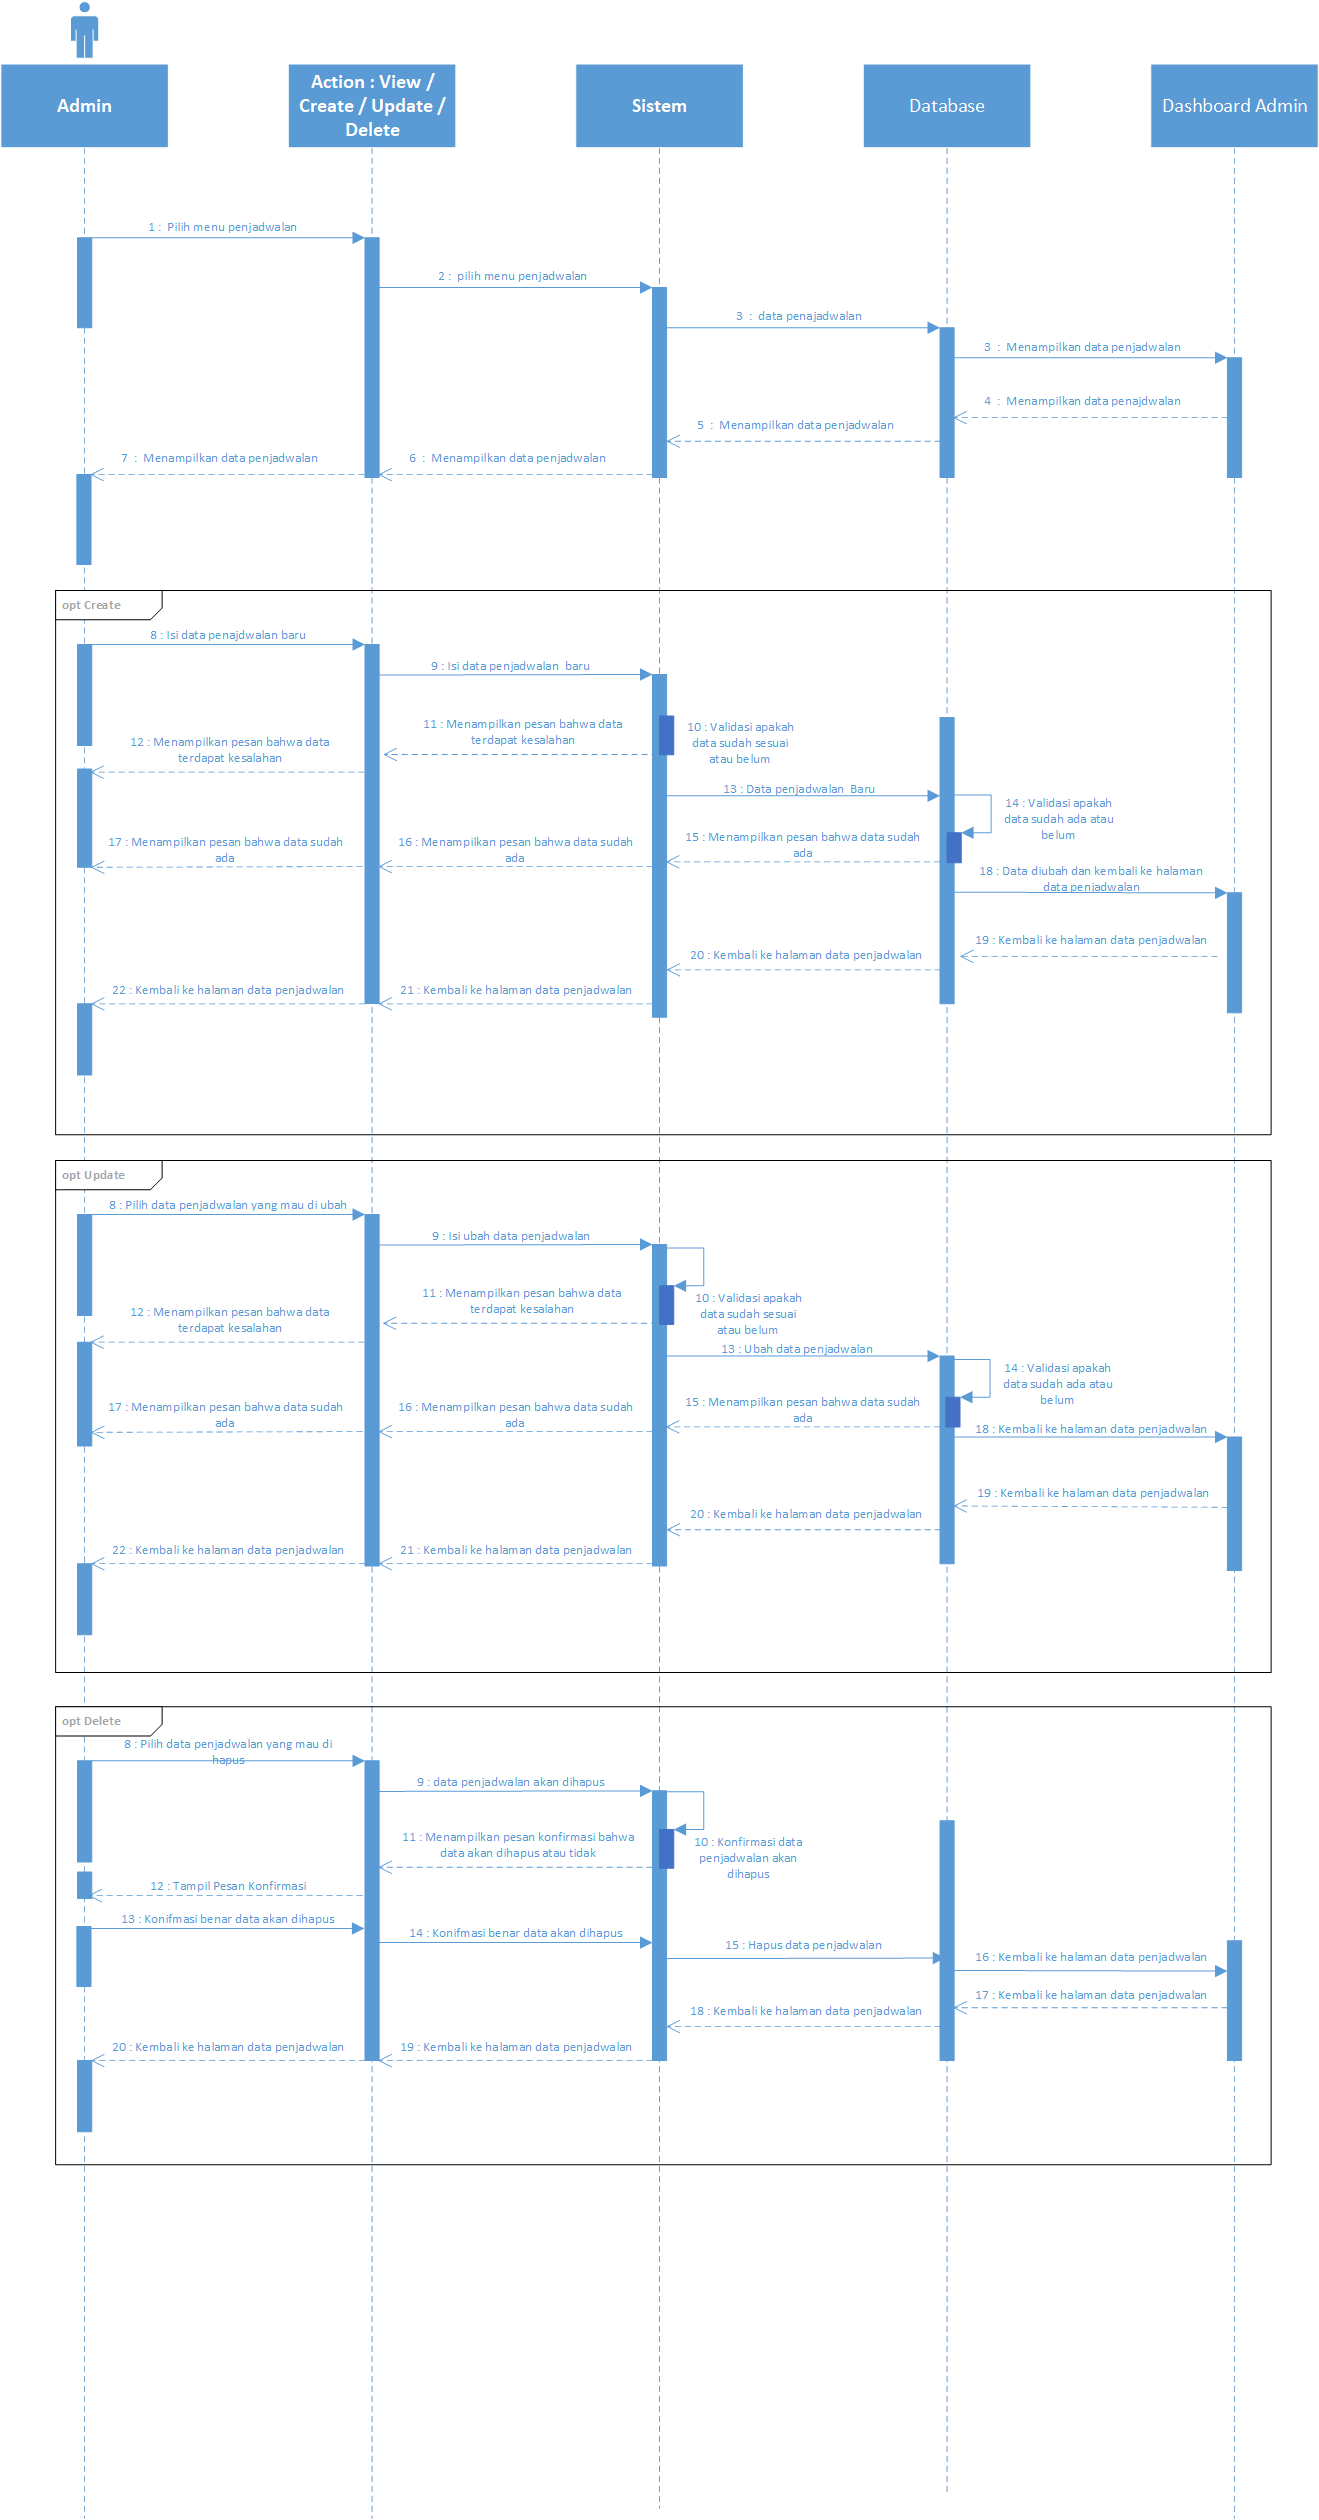 Admin
Action : View /
Create / Update /
Delete
Sistem
Database
Dashboard Admin
1 : Pilih menu penjadwalan
2 : pilih menu penjadwalan
3 : data penajadwalan
3 : Menampilkan data penjadwalan
4 : Menampilkan data penajdwalan
5 : Menampilkan data penjadwalan
6 : Menampilkan data penjadwalan
7 : Menampilkan data penjadwalan
opt Create
8 : Isi data penajdwalan baru
9 : Isi data penjadwalan baru
10 : Validasi apakah
data sudah sesuai
atau belum
11 : Menampilkan pesan bahwa data
terdapat kesalahan
12 : Menampilkan pesan bahwa data
terdapat kesalahan
13 : Data penjadwalan Baru
14 : Validasi apakah
data sudah ada atau
belum
15 : Menampilkan pesan bahwa data sudah
ada
16 : Menampilkan pesan bahwa data sudah
ada
17 : Menampilkan pesan bahwa data sudah
ada
18 : Data diubah dan kembali ke halaman
data penjadwalan
19 : Kembali ke halaman data penjadwalan
20 : Kembali ke halaman data penjadwalan
21 : Kembali ke halaman data penjadwalan
22 : Kembali ke halaman data penjadwalan
opt Update
8 : Pilih data penjadwalan yang mau di ubah
9 : Isi ubah data penjadwalan
10 : Validasi apakah
data sudah sesuai
atau belum
11 : Menampilkan pesan bahwa data
terdapat kesalahan
12 : Menampilkan pesan bahwa data
terdapat kesalahan
13 : Ubah data penjadwalan
14 : Validasi apakah
data sudah ada atau
belum
15 : Menampilkan pesan bahwa data sudah
ada
16 : Menampilkan pesan bahwa data sudah
ada
17 : Menampilkan pesan bahwa data sudah
ada
18 : Kembali ke halaman data penjadwalan
19 : Kembali ke halaman data penjadwalan
20 : Kembali ke halaman data penjadwalan
21 : Kembali ke halaman data penjadwalan
22 : Kembali ke halaman data penjadwalan
opt Delete
8 : Pilih data penjadwalan yang mau di
hapus
9 : data penjadwalan akan dihapus
10 : Konfirmasi data
penjadwalan akan
dihapus
11 : Menampilkan pesan konfirmasi bahwa
data akan dihapus atau tidak
12 : Tampil Pesan Konfirmasi
13 : Konifmasi benar data akan dihapus
14 : Konifmasi benar data akan dihapus
15 : Hapus data penjadwalan
16 : Kembali ke halaman data penjadwalan
17 : Kembali ke halaman data penjadwalan
18 : Kembali ke halaman data penjadwalan
19 : Kembali ke halaman data penjadwalan
20 : Kembali ke halaman data penjadwalan